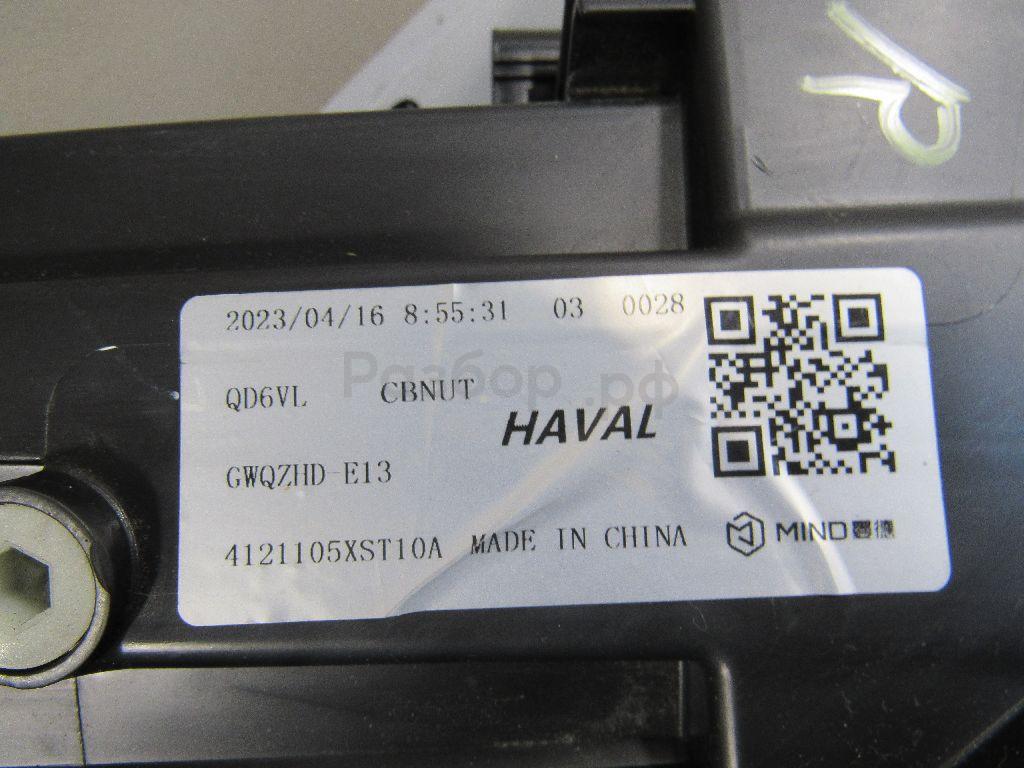 2023/04/16 8:55:31 03 0028
Разбор.рф
QD6VL CBNUT
HAVAL
GWQZHD-E13
4121105XST10A MADE IN CHINA
MIND 曼德